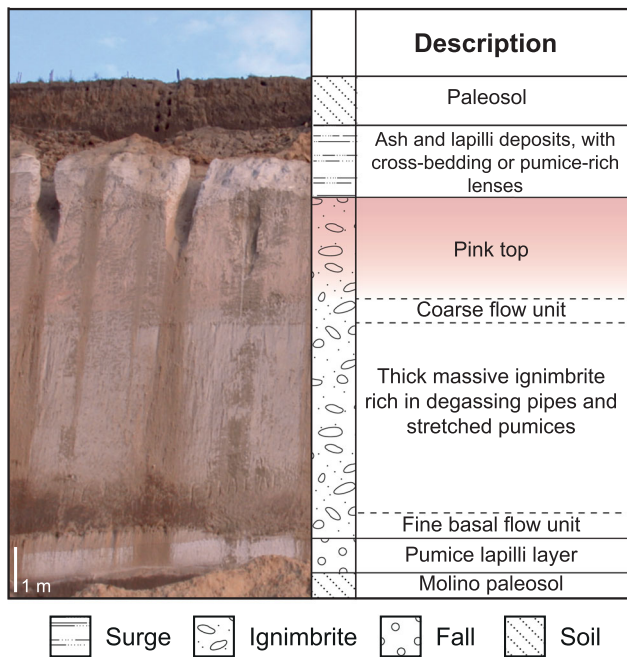 Description
Paleosol
Ash and lapilli deposits, with
cross-bedding or pumice-rich
lenses
Pink top
Coarse flow unit
Thick massive ignimbrite
rich in degassing pipes and
stretched pumices
Fine basal flow unit
Pumice lapilli layer
Molino paleosol
1 m
Surge
Ignimbrite
Fall
Soil